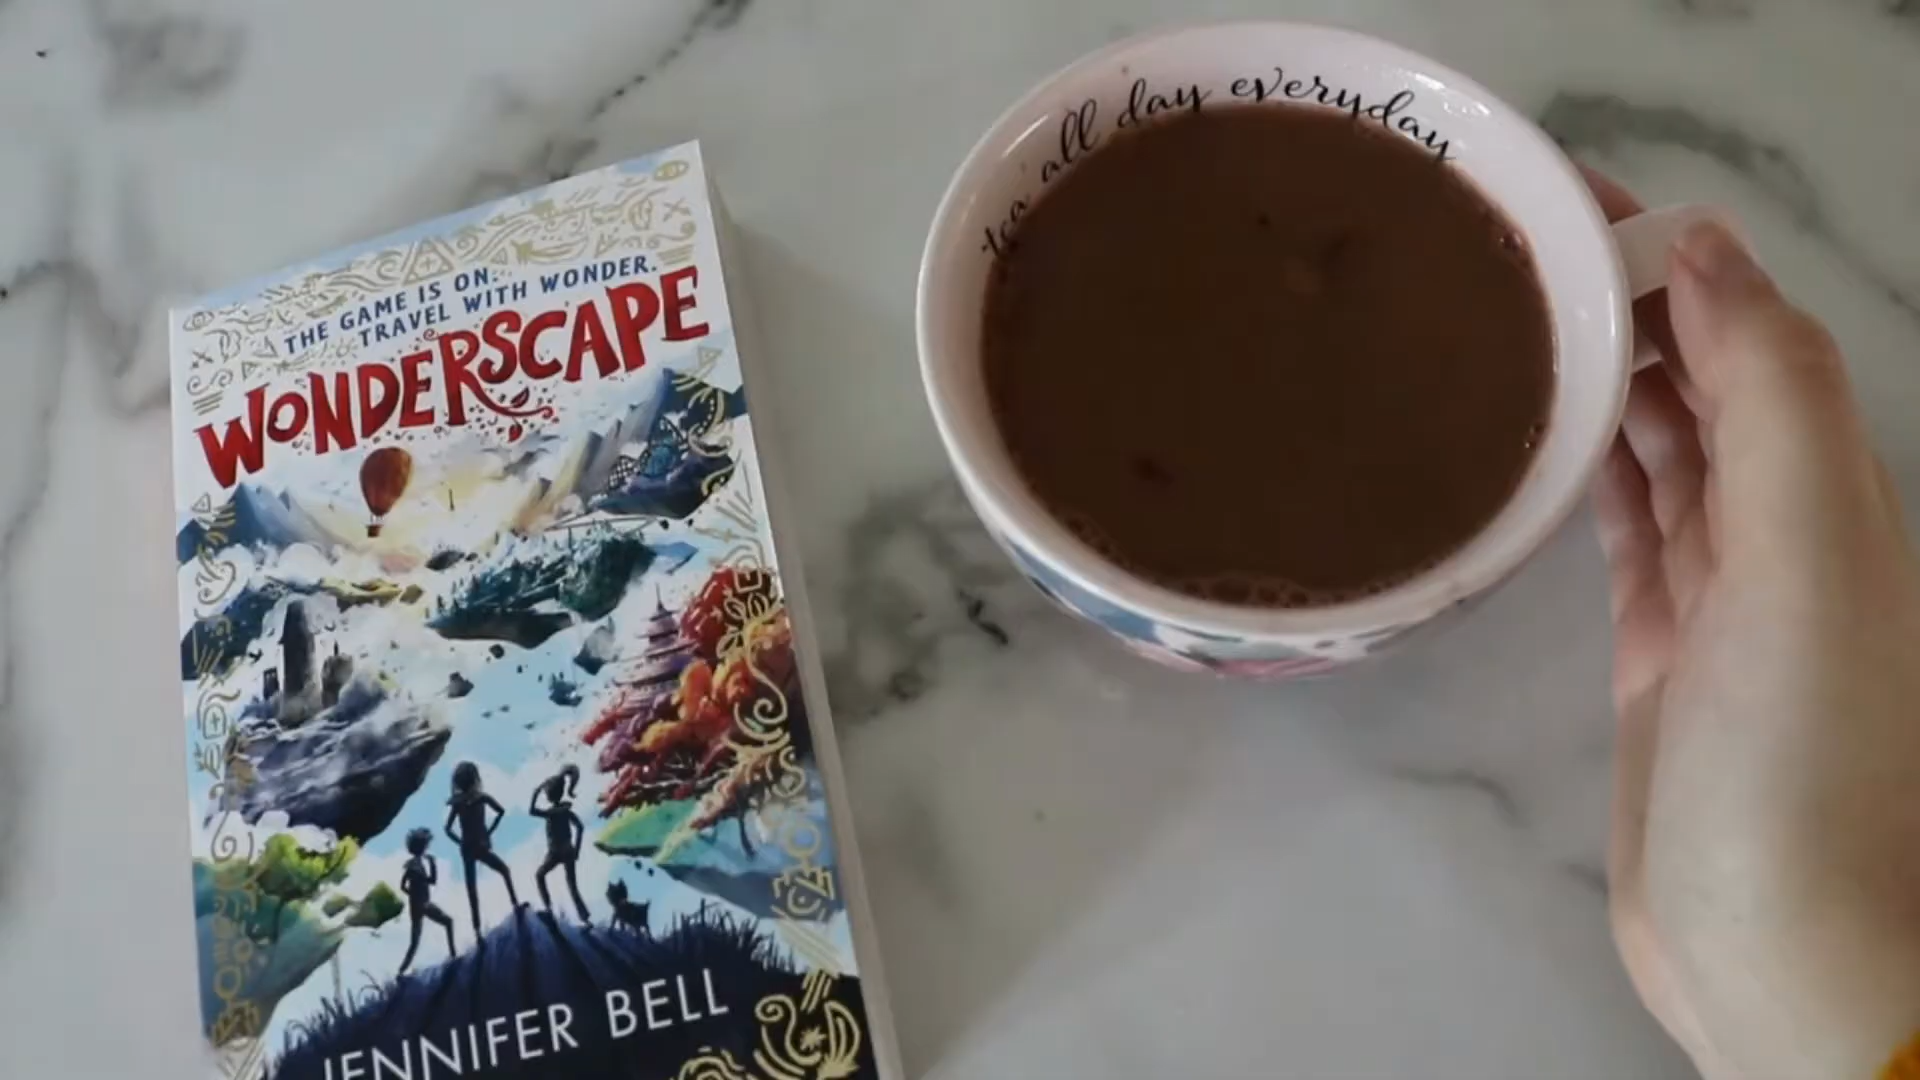 THE GAME IS ON.
TRAVEL WITH WONDER.
WONDERSCAPE
JENNIFER BELL
tea all day everyday